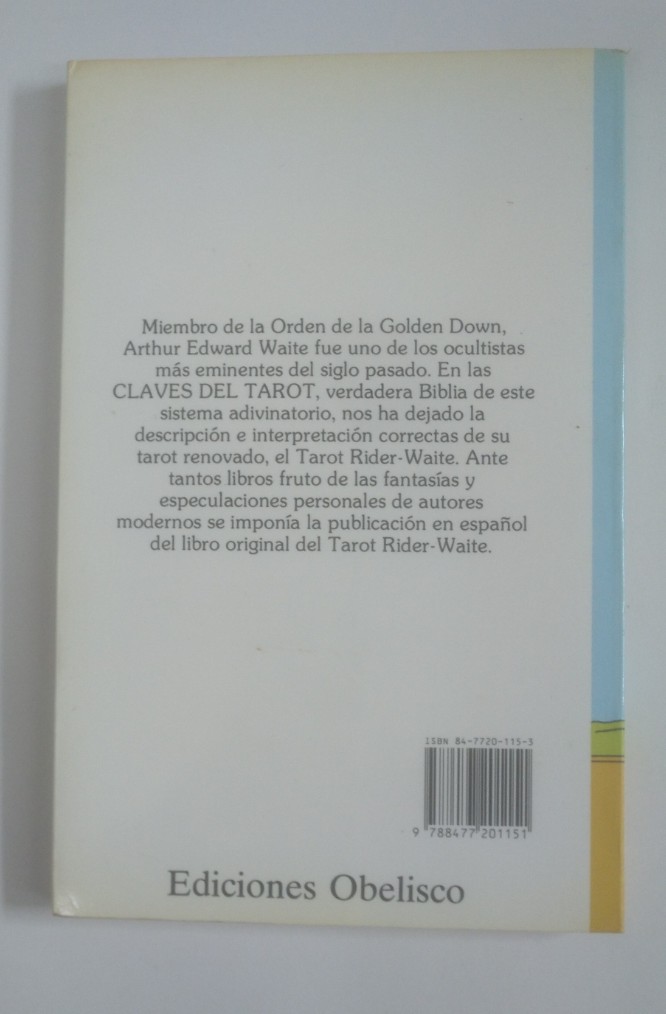 Miembro de la Orden de la Golden Down,
Arthur Edward Waite fue uno de los ocultistas
más eminentes del siglo pasado. En las
CLAVES DEL TAROT, verdadera Biblia de este
sistema adivinatorio, nos ha dejado la
descripción e interpretación correctas de su
tarot renovado, el Tarot Rider-Waite. Ante
tantos libros fruto de las fantasías y
especulaciones personales de autores
modernos se imponía la publicación en español
del libro original del Tarot Rider-Waite.
ISBN 84-7720-115-3
9 788477 201151
Ediciones Obelisco